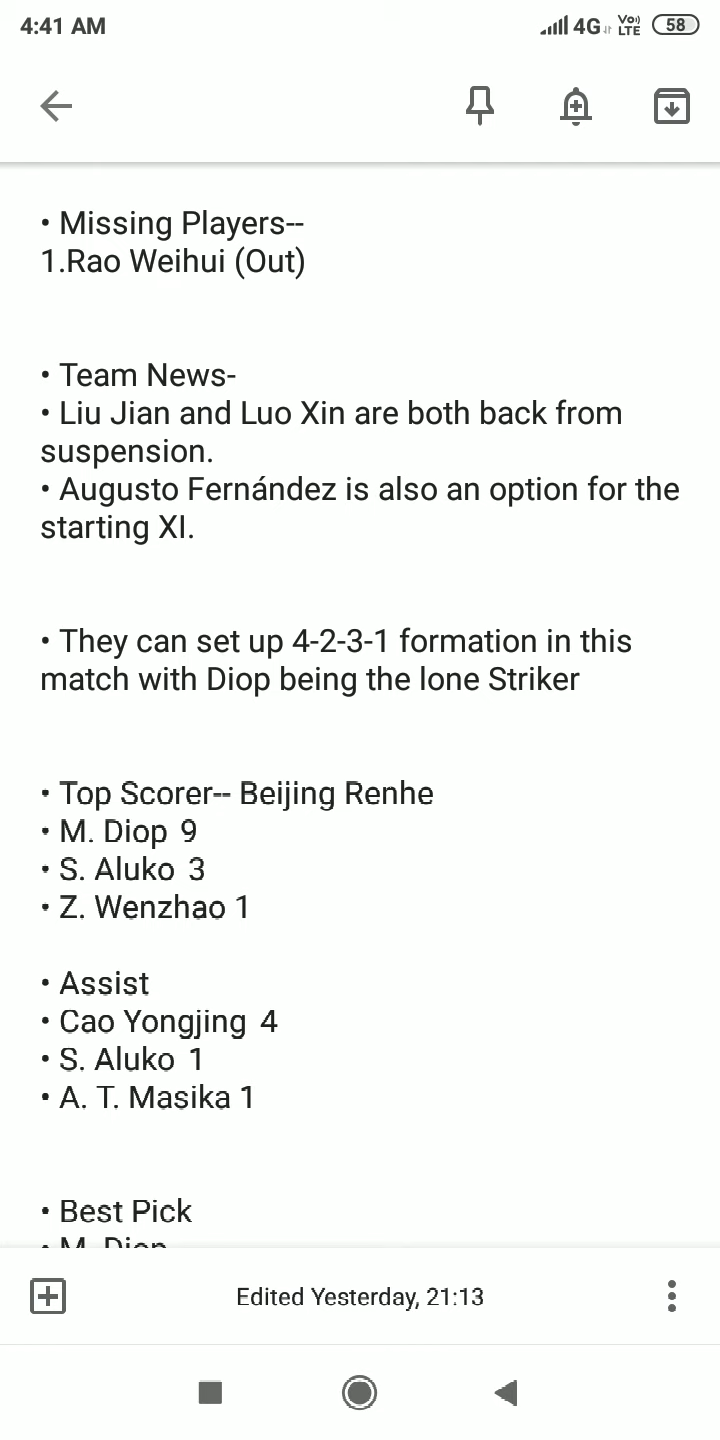 4:41 AM 4G Vo) LTE 58
• Missing Players--
1.Rao Weihui (Out)
• Team News-
• Liu Jian and Luo Xin are both back from
suspension.
• Augusto Fernández is also an option for the
starting XI.
• They can set up 4-2-3-1 formation in this
match with Diop being the lone Striker
• Top Scorer-- Beijing Renhe
• M. Diop 9
• S. Aluko 3
• Z. Wenzhao 1
• Assist
• Cao Yongjing 4
• S. Aluko 1
• A. T. Masika 1
• Best Pick
• M. Diop
Edited Yesterday, 21:13